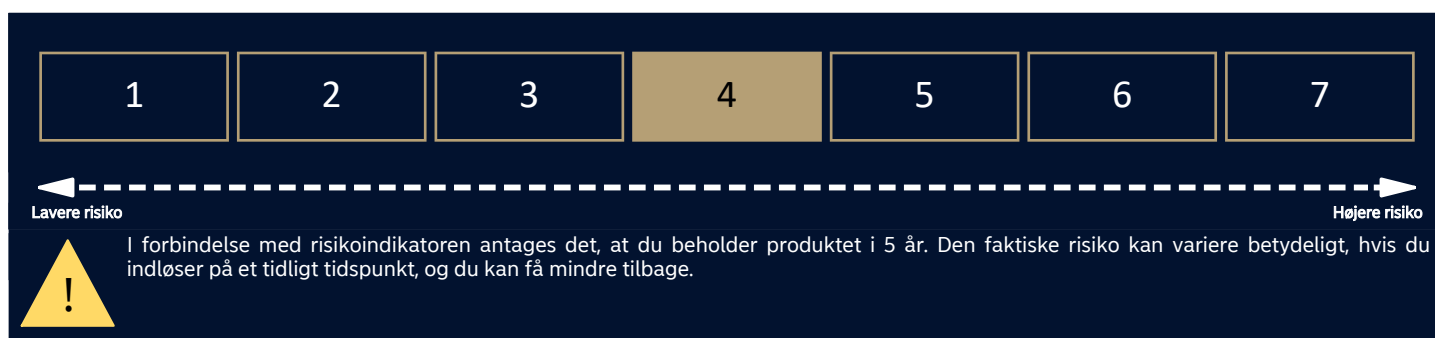 1 2 3 4 5 6 7
Lavere risiko Højere risiko
I forbindelse med risikoindikatoren antages det, at du beholder produktet i 5 år. Den faktiske risiko kan variere betydeligt, hvis du
indløser på et tidligt tidspunkt, og du kan få mindre tilbage.
!